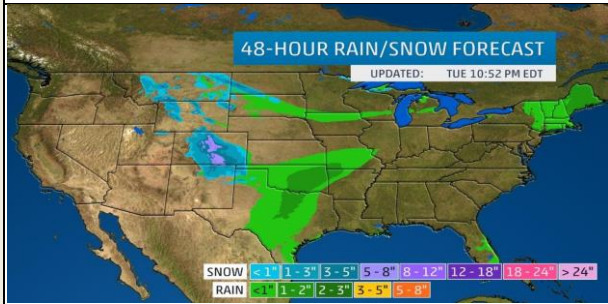 48-HOUR RAIN/SNOW FORECAST
UPDATED: TUE 10:52 PM EDT
SNOW <1" 1 - 3" 3 - 5" 5 - 8" 8 - 12" 12 - 18" 18 - 24" > 24"
RAIN <1" 1 - 2" 2 - 3" 3 - 5" 5 - 8"